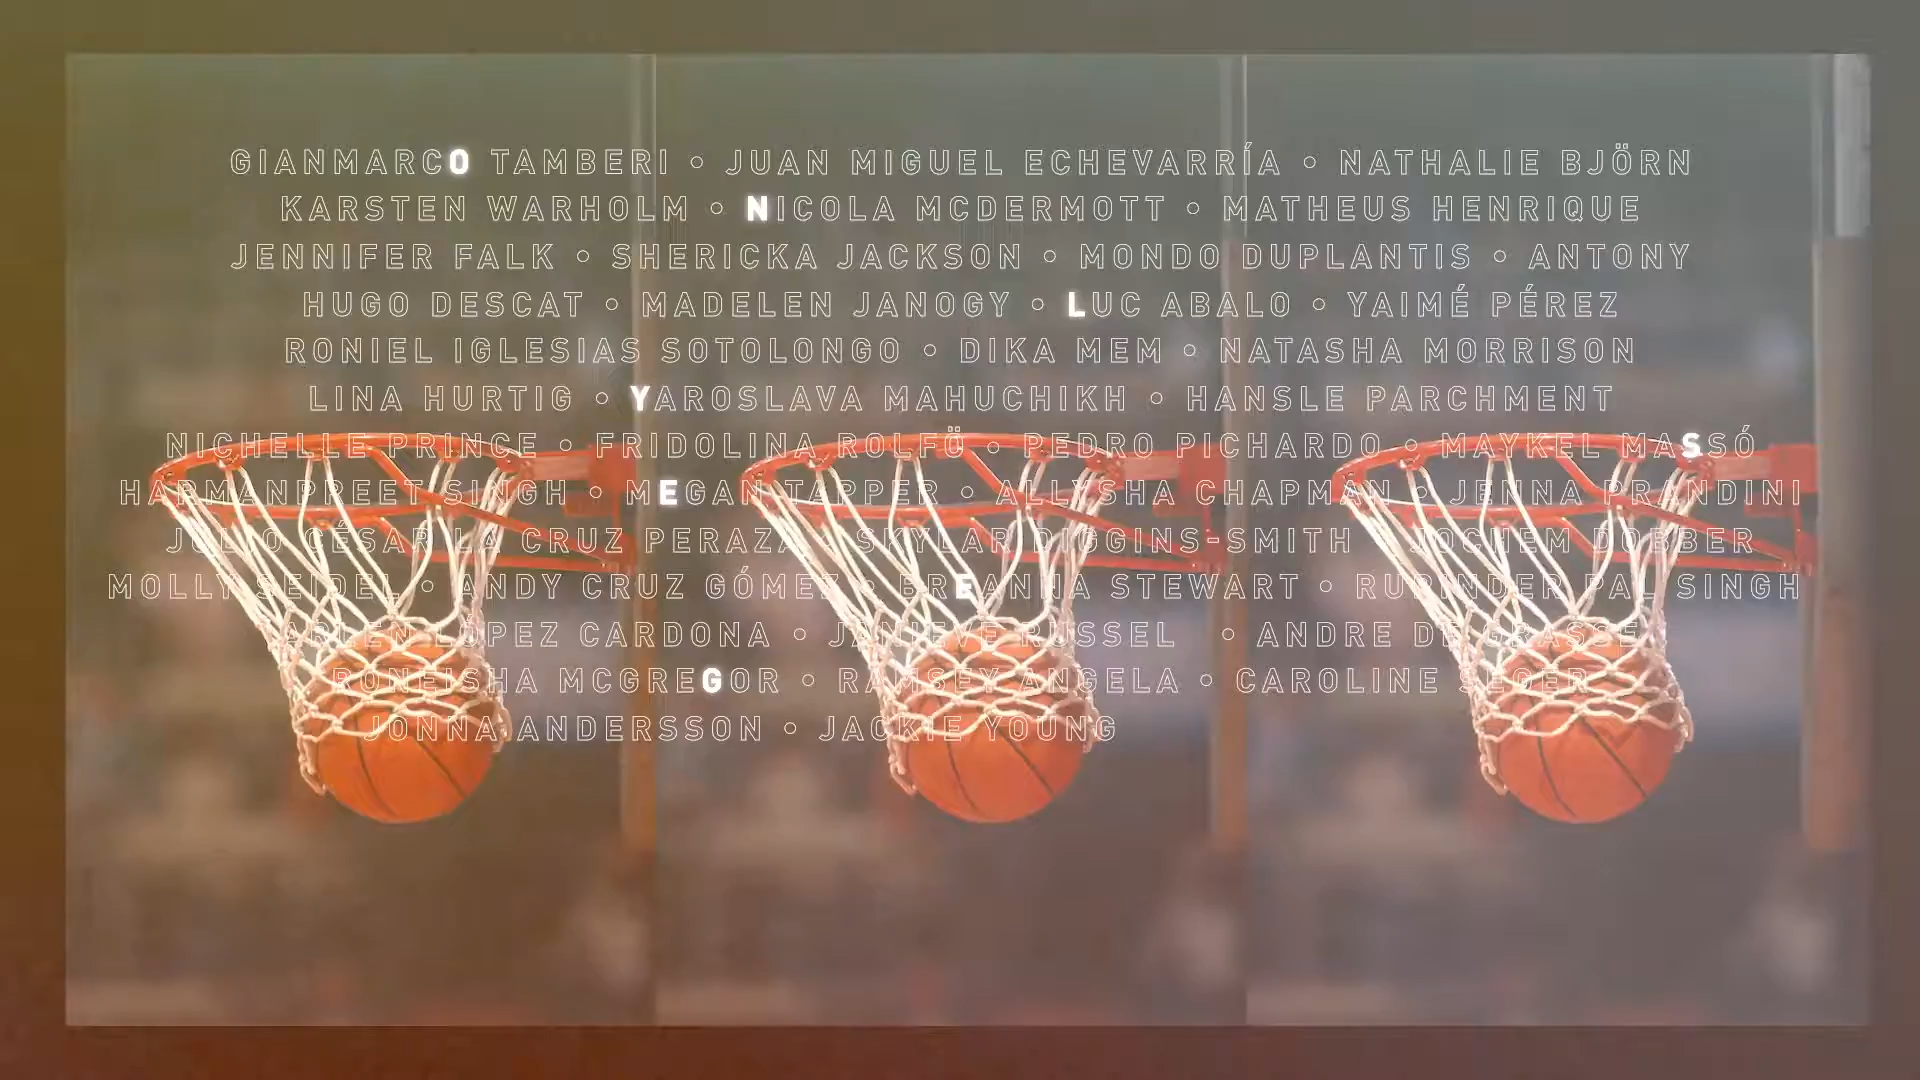 GIANMARCO TAMBERI ◦ JUAN MIGUEL ECHEVARRÍA ◦ NATHALIE BJÖRN
KARSTEN WARHOLM ◦ NICOLA MCDERMOTT ◦ MATHEUS HENRIQUE
JENNIFER FALK ◦ SHERICKA JACKSON ◦ MONDO DUPLANTIS ◦ ANTONY
HUGO DESCAT ◦ MADELEN JANOGY ◦ LUC ABALO ◦ YAIMÉ PÉREZ
RONIEL IGLESIAS SOTOLONGO ◦ DIKA MEM ◦ NATASHA MORRISON
LINA HURTIG ◦ YAROSLAVA MAHUCHIKH ◦ HANSLE PARCHMENT
NICHELLE PRINCE ◦ FRIDOLINA ROLFÖ ◦ PEDRO PICHARDO ◦ MAYKEL MASSÓ
HARMANPREET SINGH ◦ MEGAN TAPPER ◦ ALLYSHA CHAPMAN ◦ JENNA PRANDINI
JULIO CÉSAR LA CRUZ PERAZA ◦ SKYLAR DIGGINS-SMITH ◦ JOCHEM DOBBER
MOLLY SEIDEL ◦ ANDY CRUZ GÓMEZ ◦ BREANNA STEWART ◦ RUPINDER PAL SINGH
ARLEN LÓPEZ CARDONA ◦ JANIEVE RUSSEL ◦ ANDRE DE GRASSE
RONEISHA MCGREGOR ◦ RAMSEY ANGELA ◦ CAROLINE SEGER
JONNA ANDERSSON ◦ JACKIE YOUNG